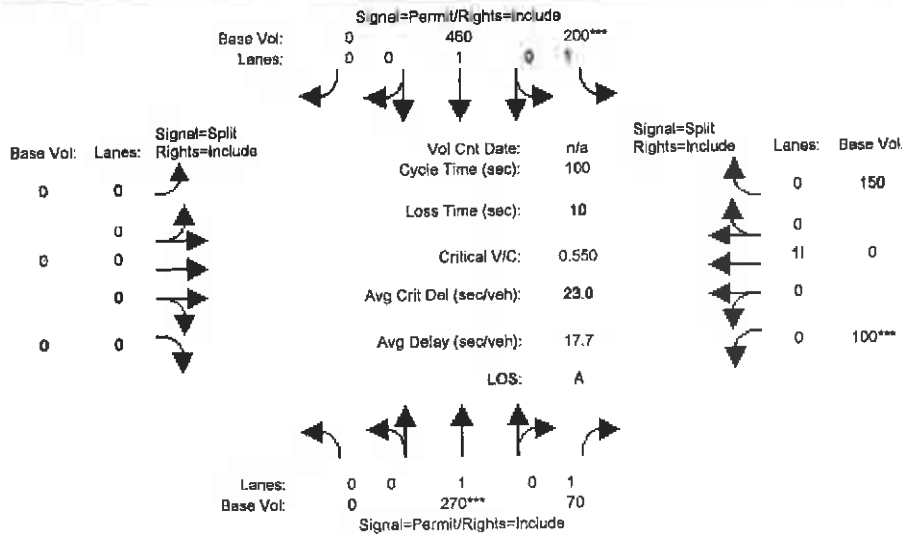 Signal=Permit/Rights=Include
Base Vol: 0 460 200***
Lanes: 0 0 1 0 1
Signal=Split
Base Vol: Lanes: Rights=Include
0 0
0
0 0
0
0 0
Vol Cnt Date: n/a
Cycle Time (sec): 100
Loss Time (sec): 10
Critical V/C: 0.550
Avg Crit Del (sec/veh): 23.0
Avg Delay (sec/veh): 17.7
LOS: A
Signal=Split
Rights=Include Lanes: Base Vol.
0 150
0
1! 0
0
0 100***
Lanes: 0 0 1 0 1
Base Vol: 0 270*** 70
Signal=Permit/Rights=Include